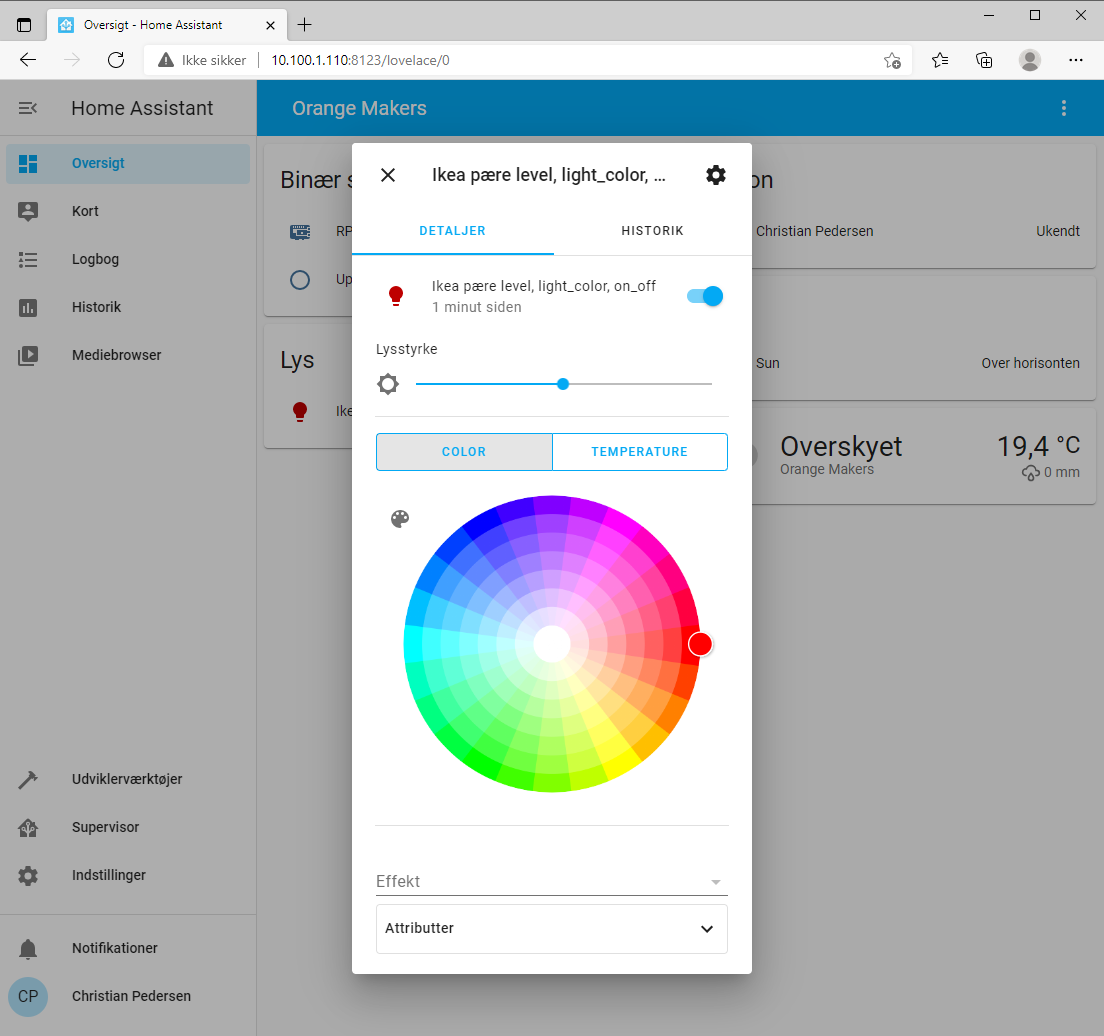 Oversigt - Home Assistant
Ikke sikker
10.100.1.110:8123/lovelace/0
Home Assistant
Orange Makers
Oversigt
Kort
Logbog
Historik
Mediebrowser
Udviklerværktøjer
Supervisor
Indstillinger
Notifikationer
CP
Christian Pedersen
Binær s
RP
Up
Lys
Ike
Ikea pære level, light_color, ...
DETALJER
HISTORIK
Ikea pære level, light_color, on_off
1 minut siden
Lysstyrke
COLOR
TEMPERATURE
Effekt
Attributter
on
Christian Pedersen
Ukendt
Sun
Over horisonten
Overskyet
19,4 °C
Orange Makers
0 mm